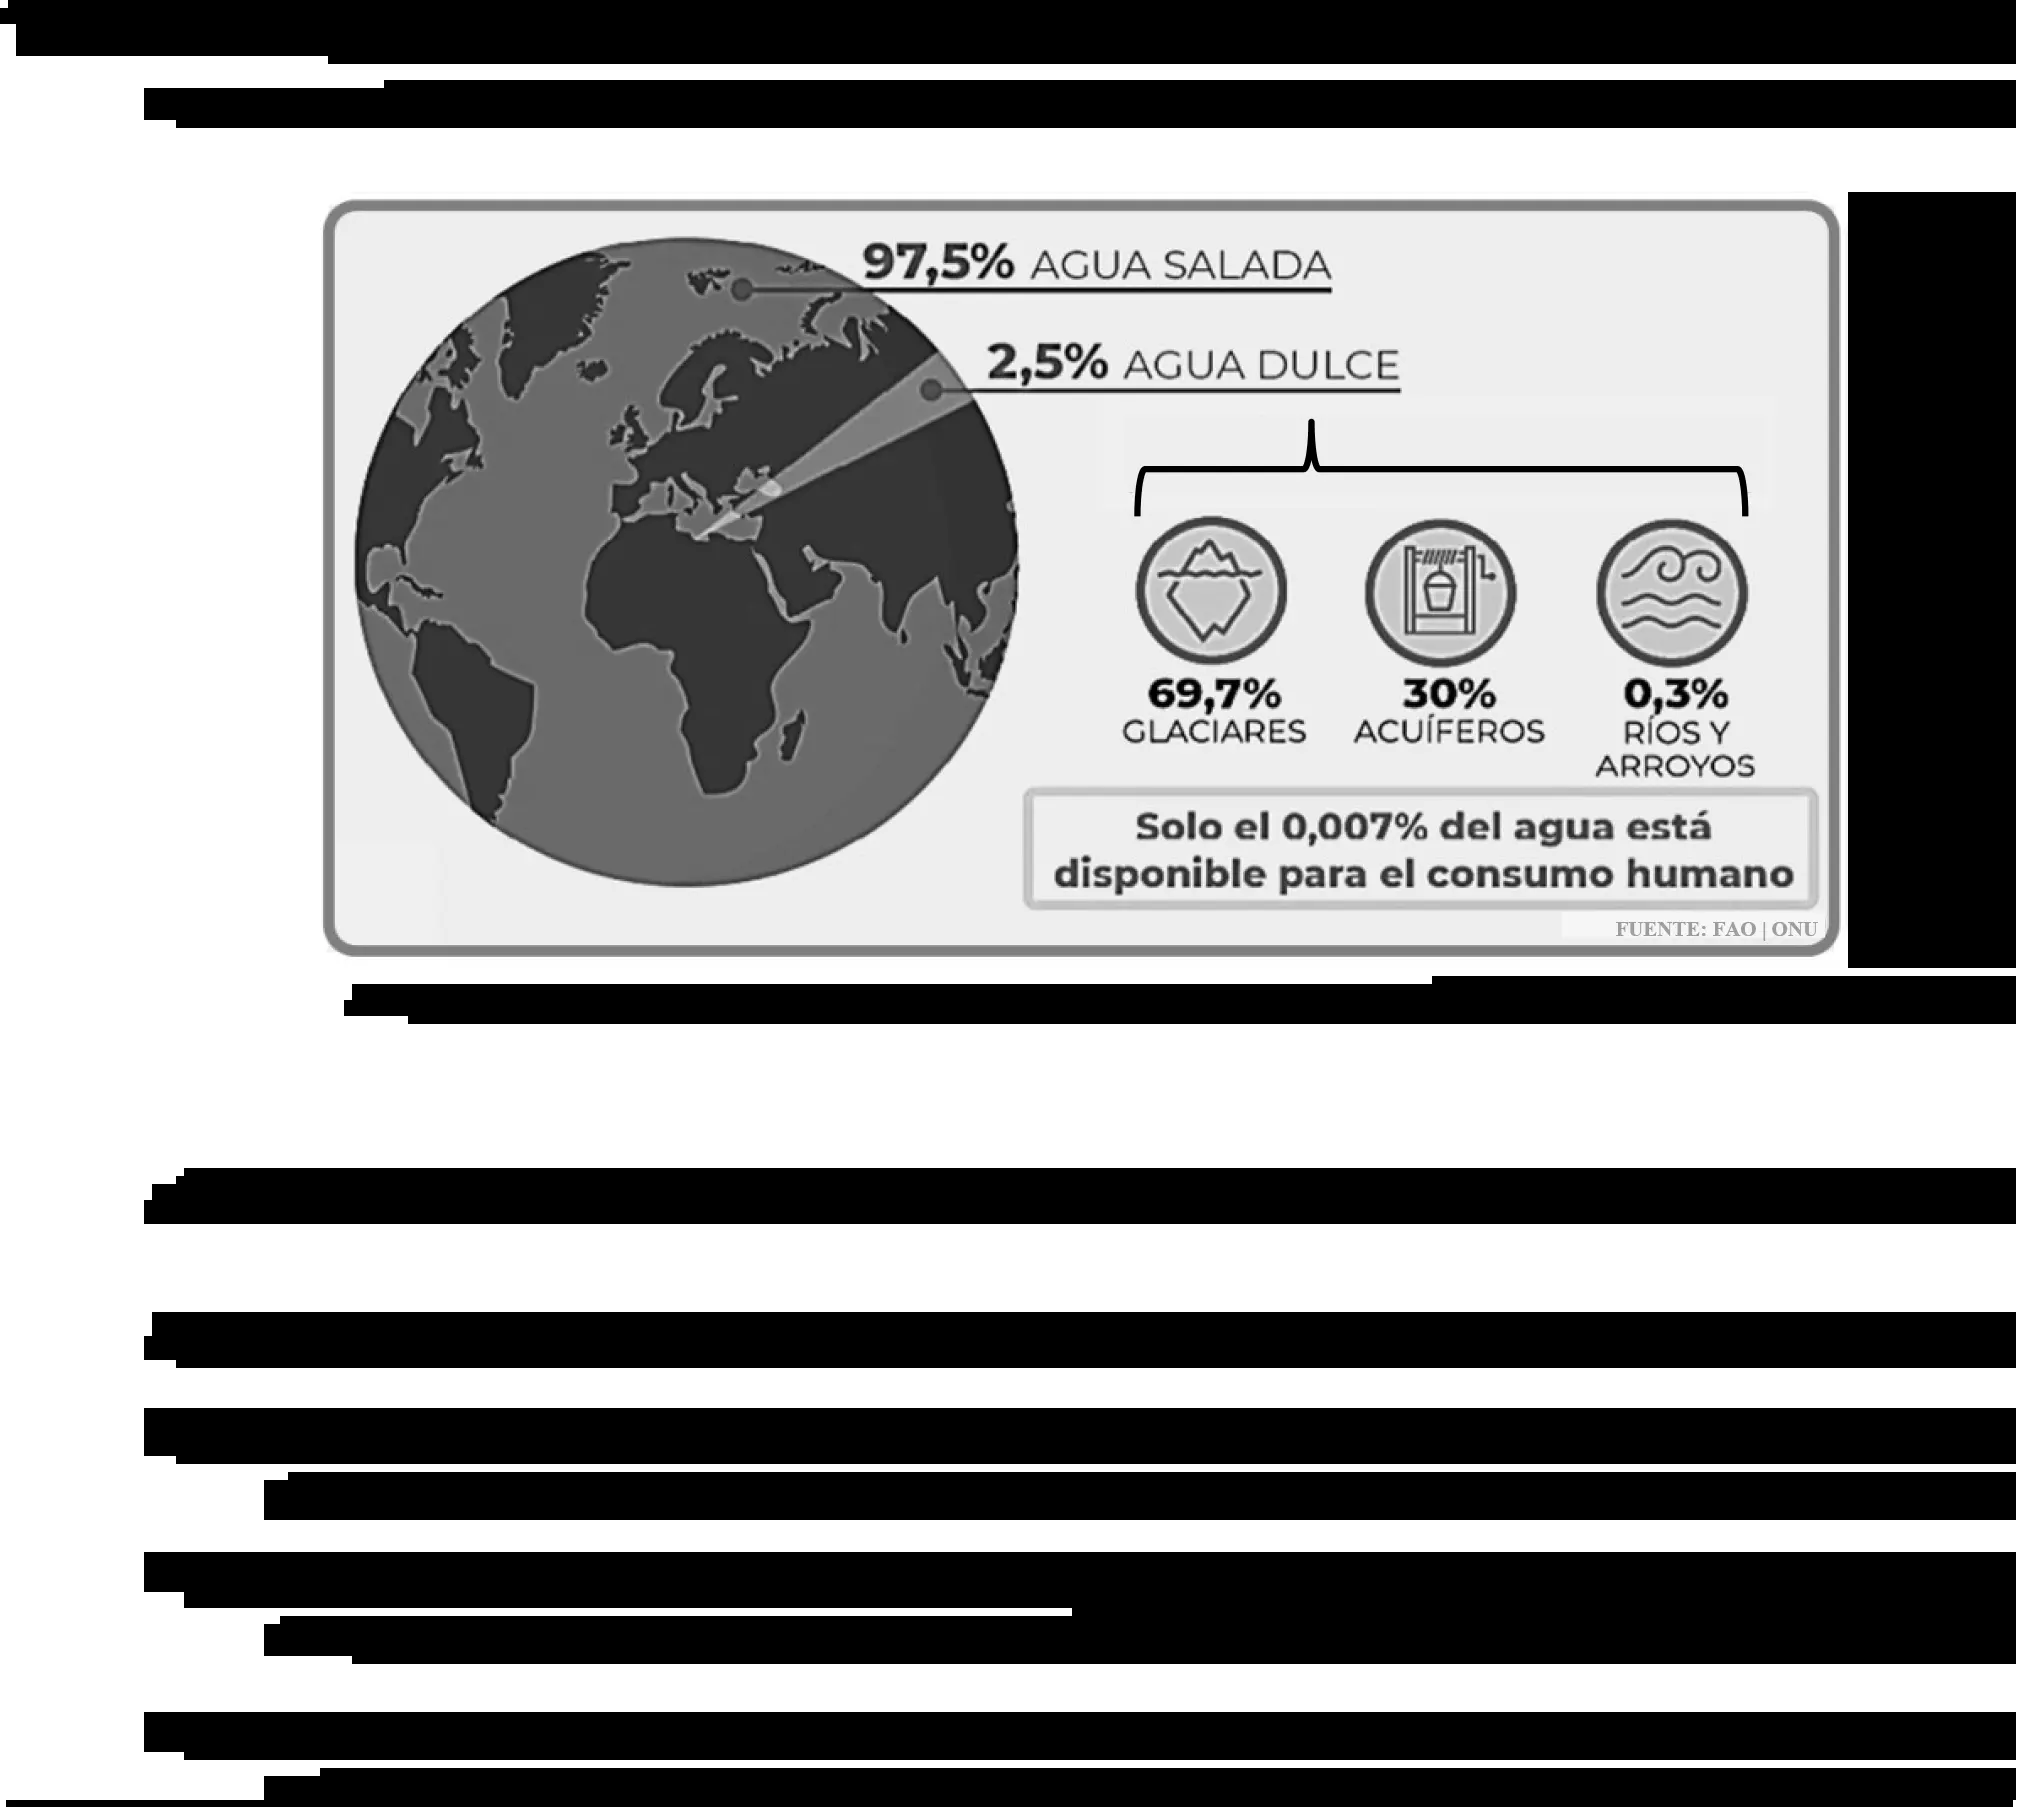 97,5% AGUA SALADA
2,5% AGUA DULCE
69,7%
GLACIARES
30%
ACUÍFEROS
0,3%
RÍOS Y
ARROYOS
Solo el 0,007% del agua está
disponible para el consumo humano
FUENTE: FAO | ONU